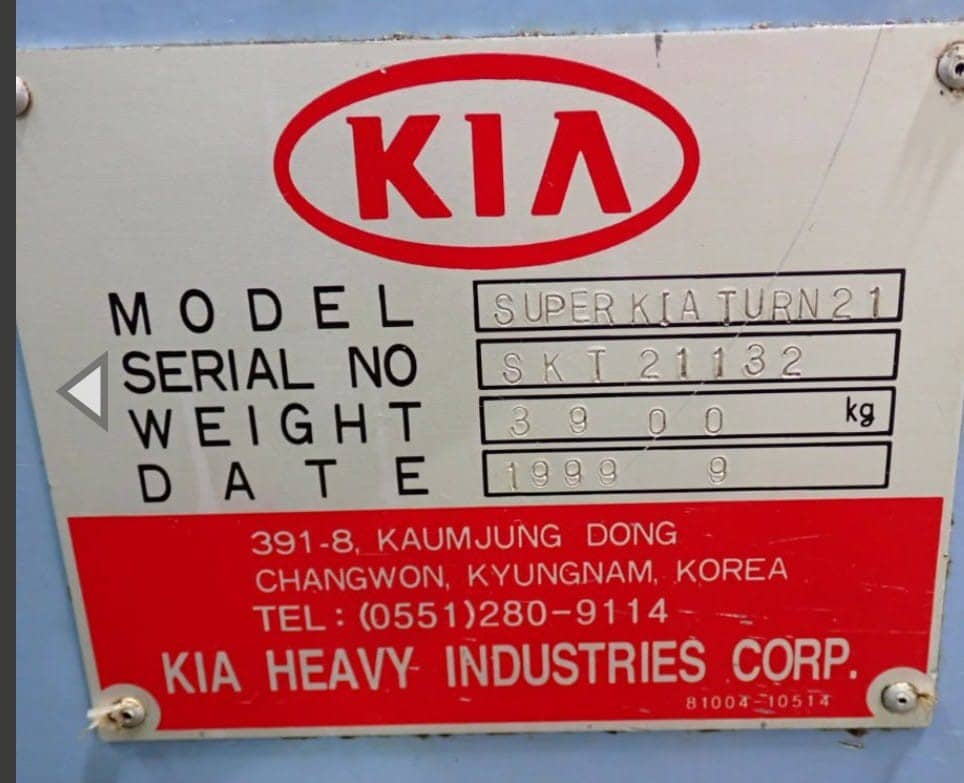 KIA
MODEL SUPER KIA TURN 21
SERIAL NO SKT 21132
WEIGHT 3900 kg
DATE 1999 9
391-8, KAUMJUNG DONG
CHANGWON, KYUNGNAM, KOREA
TEL : (0551)280-9114
KIA HEAVY INDUSTRIES CORP.
81004-10514